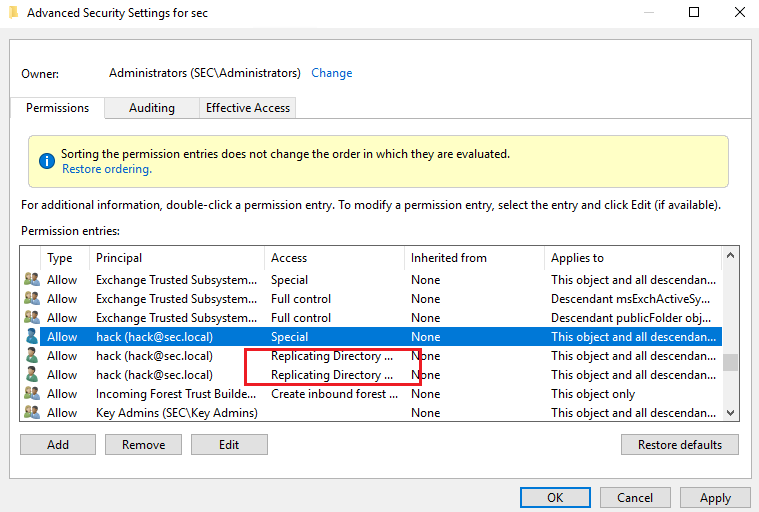 Advanced Security Settings for sec
Owner: Administrators (SEC\Administrators) Change
Permissions Auditing Effective Access
Sorting the permission entries does not change the order in which they are evaluated.
Restore ordering.
For additional information, double-click a permission entry. To modify a permission entry, select the entry and click Edit (if available).
Permission entries:
Type Principal Access Inherited from Applies to
Allow Exchange Trusted Subsystem... Special None This object and all descendan...
Allow Exchange Trusted Subsystem... Full control None Descendant msExchActiveSy...
Allow Exchange Trusted Subsystem... Full control None Descendant publicFolder obj...
Allow hack (hack@sec.local) Special None This object and all descendan...
Allow hack (hack@sec.local) Replicating Directory ... None This object and all descendan...
Allow hack (hack@sec.local) Replicating Directory ... None This object and all descendan...
Allow Incoming Forest Trust Builde... Create inbound forest ... None This object only
Allow Key Admins (SEC\Key Admins) None This object and all descendan...
Add Remove Edit Restore defaults
OK Cancel Apply